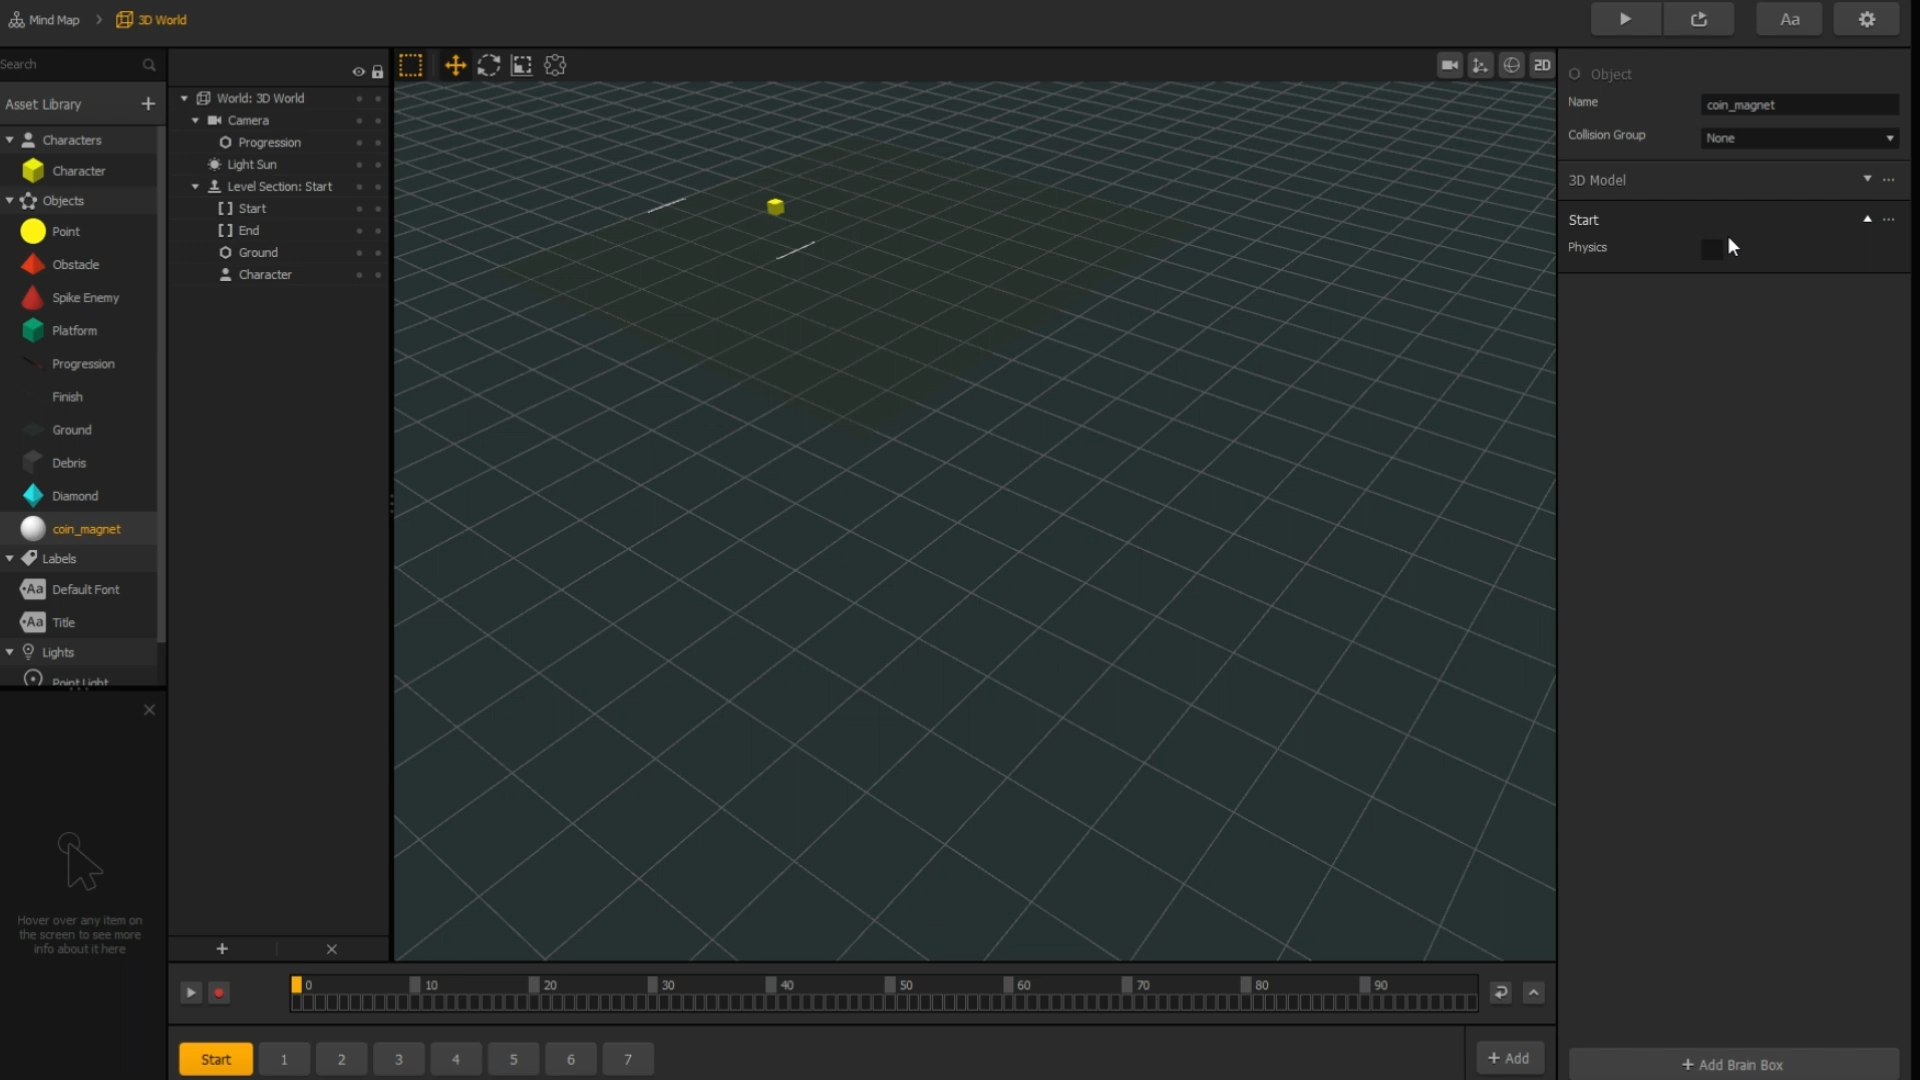 Mind Map > 3D World
Aa
Search
Asset Library
Characters
Character
Objects
Point
Obstacle
Spike Enemy
Platform
Progression
Finish
Ground
Debris
Diamond
coin_magnet
Labels
Aa Default Font
Aa Title
Lights
Point Light
Hover over any item on
the screen to see more
info about it here
World: 3D World
Camera
Progression
Light Sun
Level Section: Start
Start
End
Ground
Character
2D
Object
Name coin_magnet
Collision Group None
3D Model
Start
Physics
0 10 20 30 40 50 60 70 80 90
Start 1 2 3 4 5 6 7
+ Add
+ Add Brain Box